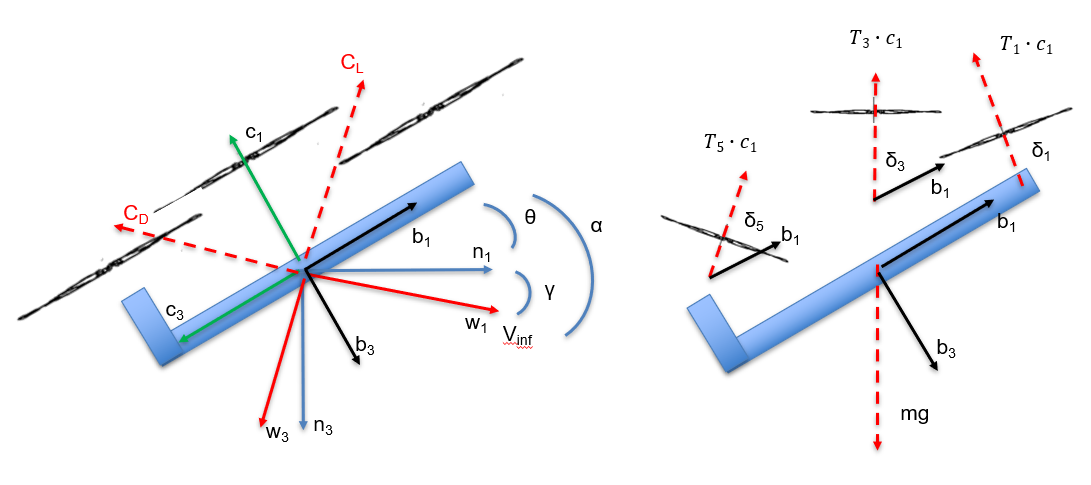 C_L
c_1
C_D
b_1
θ
α
n_1
γ
w_1
V_inf
c_3
b_3
w_3
n_3
T_3 · c_1
T_1 · c_1
T_5 · c_1
δ_3
δ_1
b_1
δ_5
b_1
b_1
b_3
mg